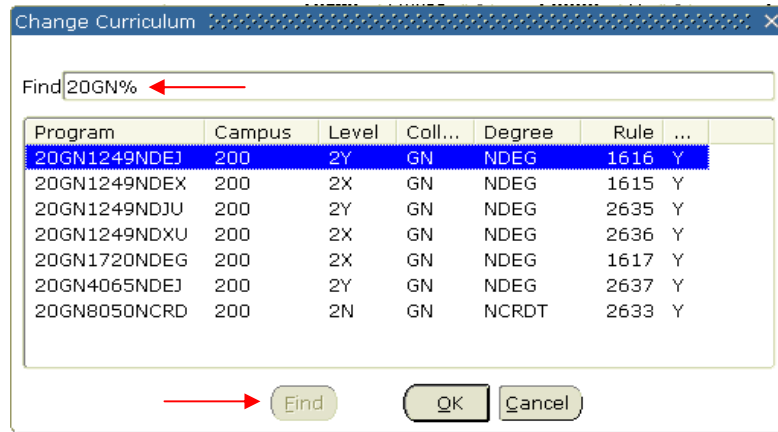 Change Curriculum
Find 20GN%
Program Campus Level Coll... Degree Rule ...
20GN1249NDEJ 200 2Y GN NDEG 1616 Y
20GN1249NDEX 200 2X GN NDEG 1615 Y
20GN1249NDJU 200 2Y GN NDEG 2635 Y
20GN1249NDXU 200 2X GN NDEG 2636 Y
20GN1720NDEG 200 2X GN NDEG 1617 Y
20GN4065NDEJ 200 2Y GN NDEG 2637 Y
20GN8050NCRD 200 2N GN NCRDT 2633 Y
Find OK Cancel